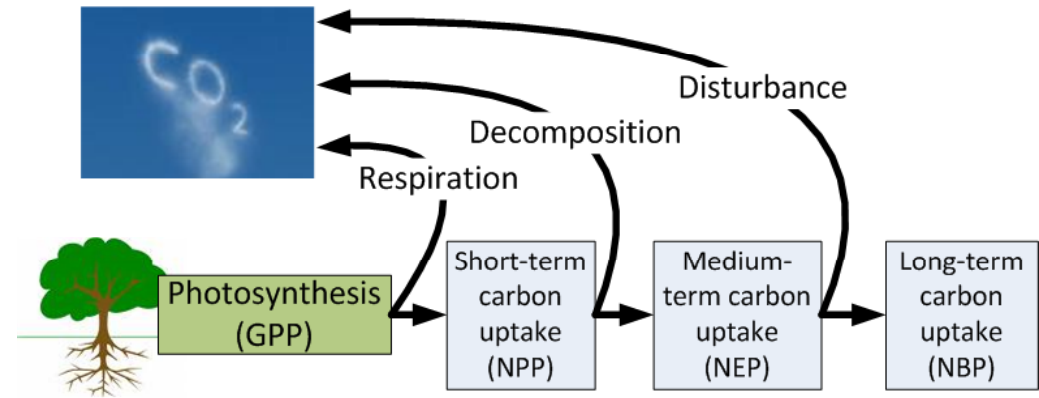 CO2
Disturbance
Decomposition
Respiration
Photosynthesis
(GPP)
Short-term
carbon
uptake
(NPP)
Medium-
term carbon
uptake
(NEP)
Long-term
carbon
uptake
(NBP)